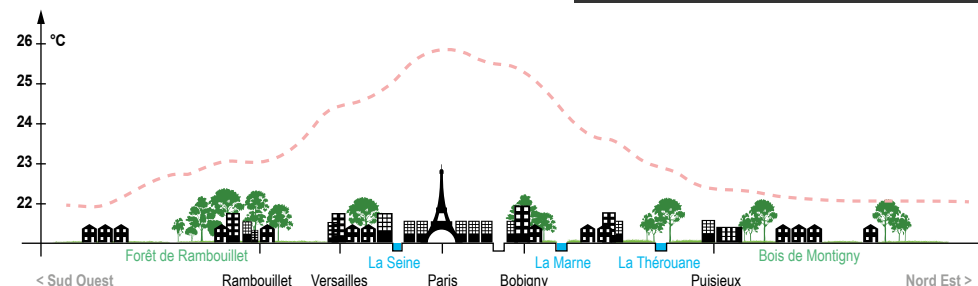 26
°C
25
24
23
22
Forêt de Rambouillet
La Seine
La Marne
La Thérouane
Bois de Montigny
< Sud Ouest
Rambouillet
Versailles
Paris
Bobigny
Puisieux
Nord Est >